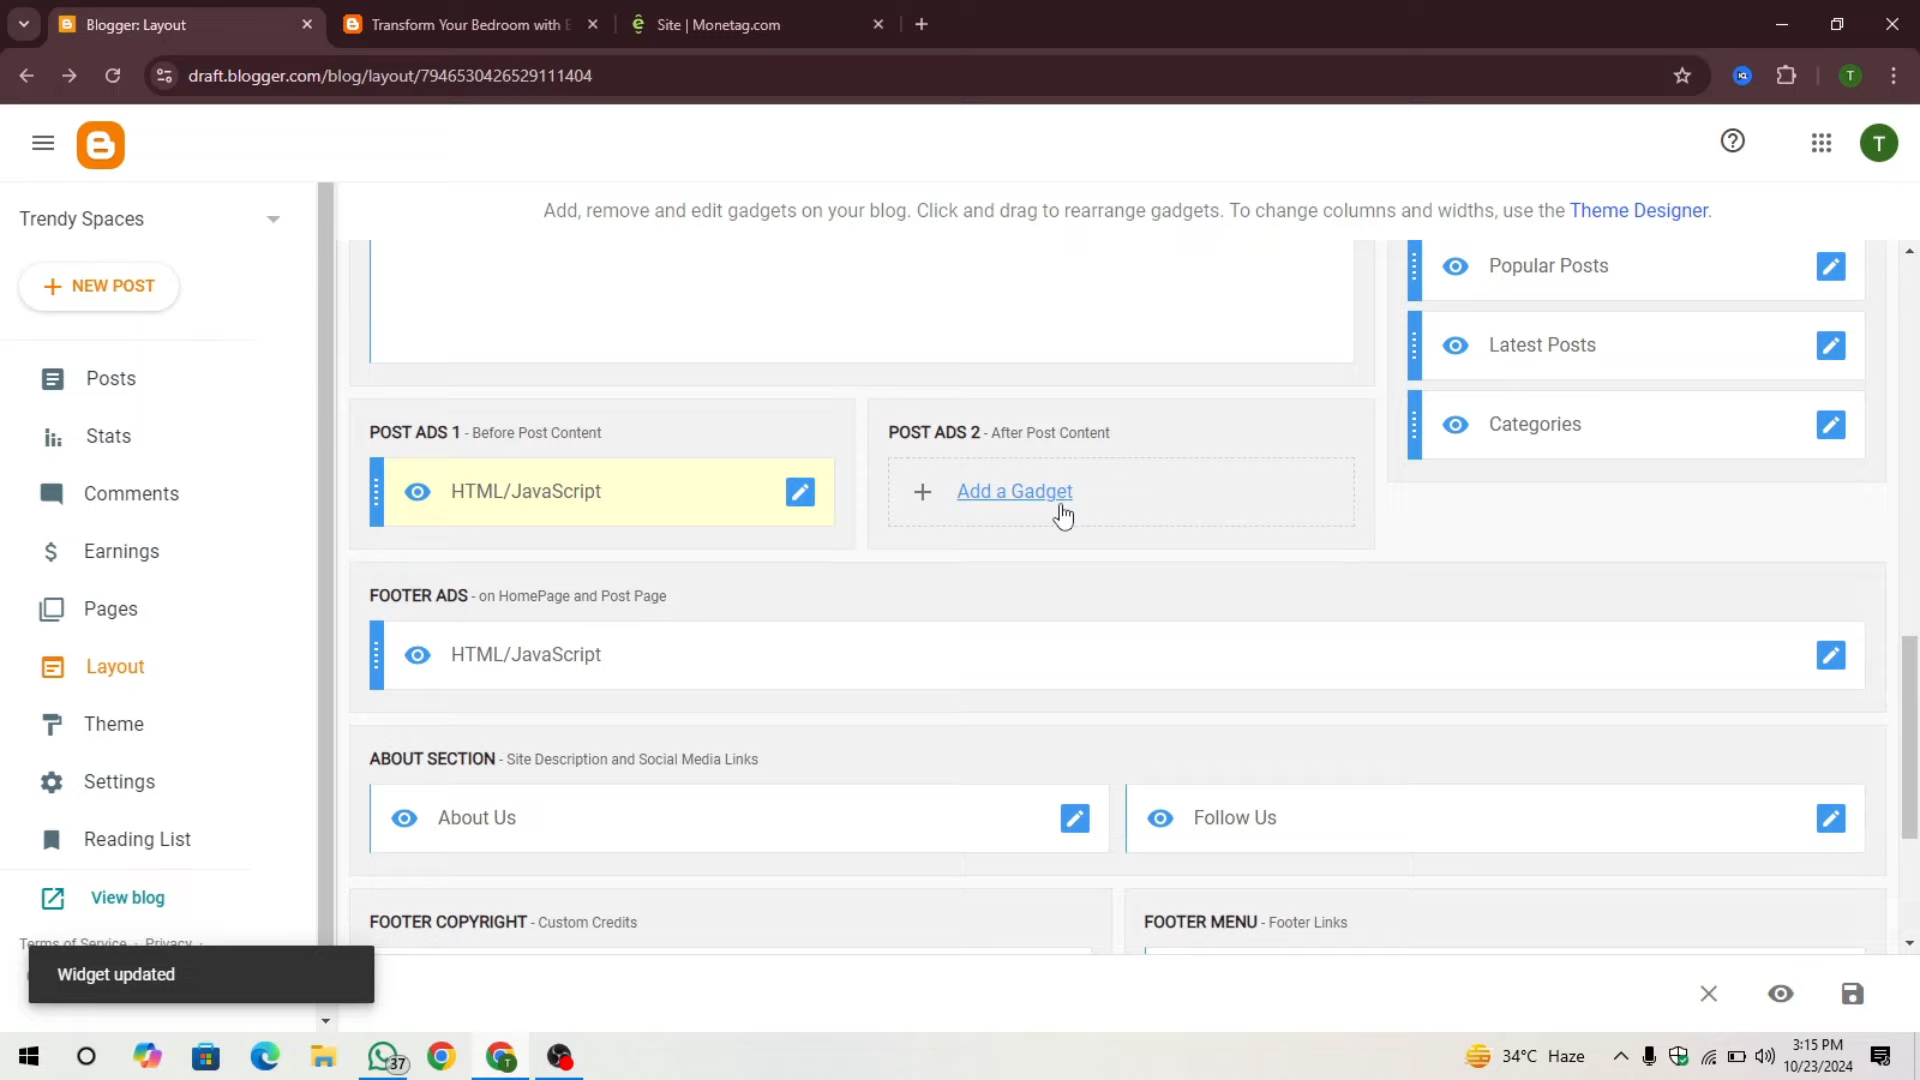 Blogger: Layout
Transform Your Bedroom with E
Site | Monetag.com
draft.blogger.com/blog/layout/7946530426529111404
T
T
Trendy Spaces
Add, remove and edit gadgets on your blog. Click and drag to rearrange gadgets. To change columns and widths, use the Theme Designer.
NEW POST
Posts
Stats
Comments
Earnings
Pages
Layout
Theme
Settings
Reading List
View blog
Terms of Service · Privacy ·
Popular Posts
Latest Posts
Categories
POST ADS 1 - Before Post Content
HTML/JavaScript
POST ADS 2 - After Post Content
Add a Gadget
FOOTER ADS - on HomePage and Post Page
HTML/JavaScript
ABOUT SECTION - Site Description and Social Media Links
About Us
Follow Us
FOOTER COPYRIGHT - Custom Credits
FOOTER MENU - Footer Links
Widget updated
37
T
34°C Haze
3:15 PM
10/23/2024